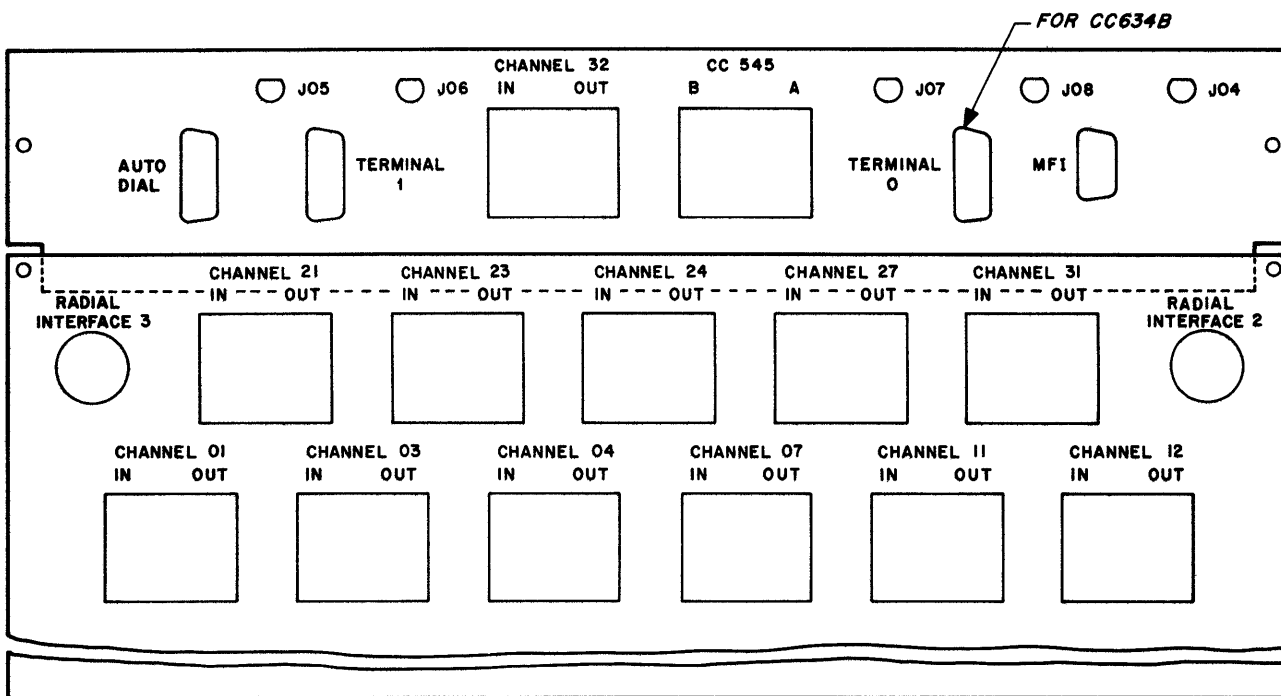 FOR CC634B
CHANNEL 32
CC 545
J05
J06
IN OUT
B A
J07
J08
J04
AUTO
DIAL
TERMINAL
1
TERMINAL
0
MFI
CHANNEL 21
CHANNEL 23
CHANNEL 24
CHANNEL 27
CHANNEL 31
IN OUT
IN OUT
IN OUT
IN OUT
IN OUT
RADIAL
INTERFACE 3
RADIAL
INTERFACE 2
CHANNEL 01
CHANNEL 03
CHANNEL 04
CHANNEL 07
CHANNEL 11
CHANNEL 12
IN OUT
IN OUT
IN OUT
IN OUT
IN OUT
IN OUT